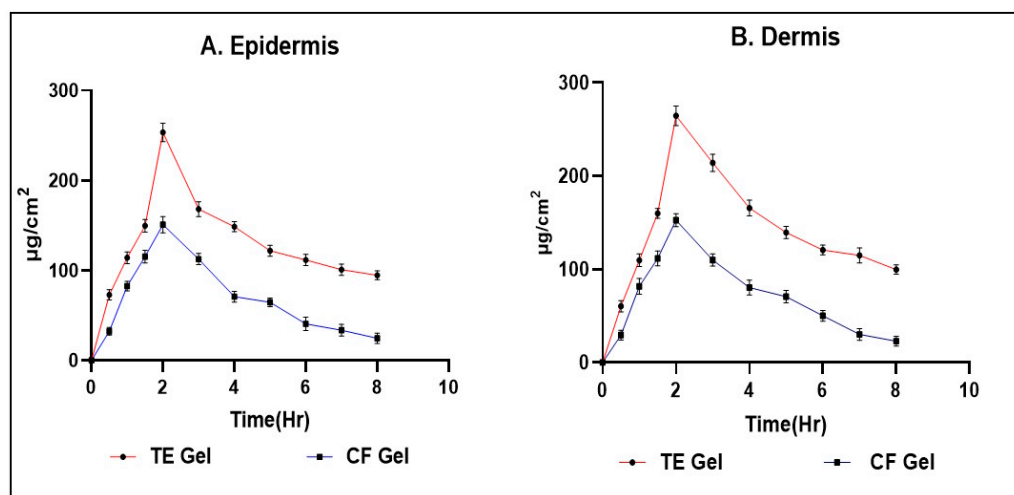 A. Epidermis
300
200
100
0
µg/cm²
0 2 4 6 8 10
Time(Hr)
TE Gel CF Gel
B. Dermis
300
200
100
0
µg/cm²
0 2 4 6 8 10
Time(Hr)
TE Gel CF Gel